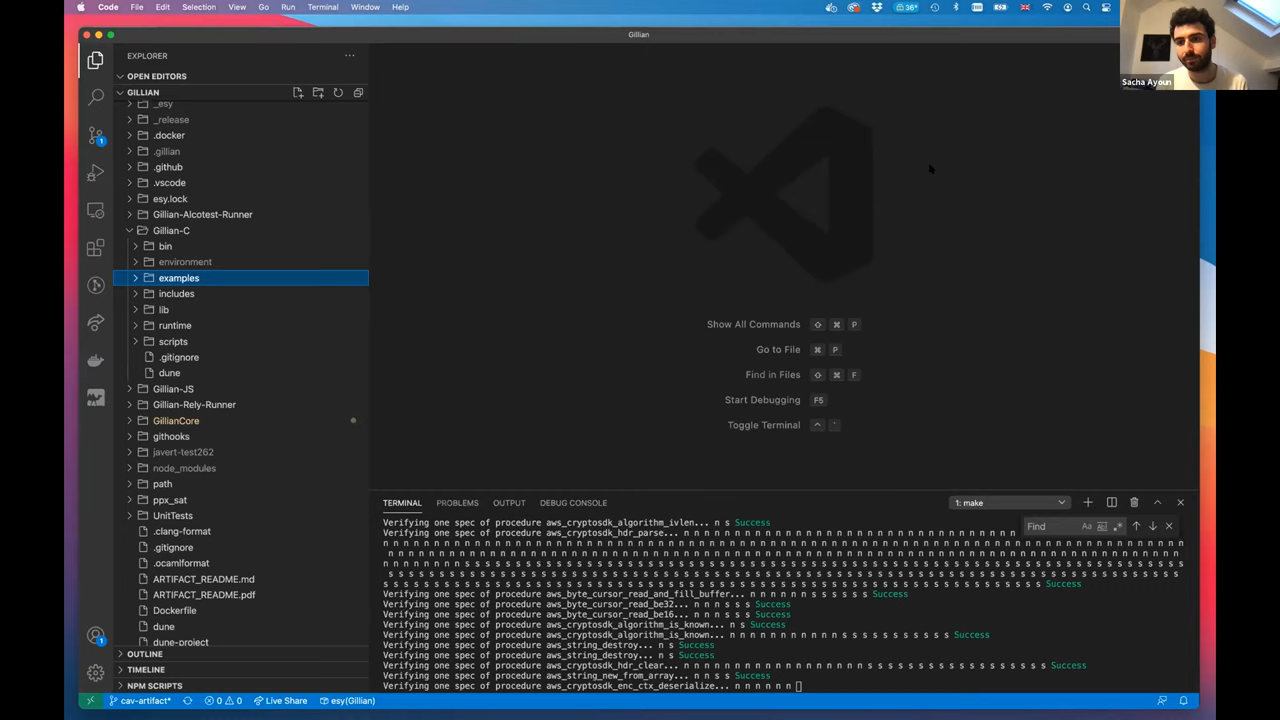 Code File Edit Selection View Go Run Terminal Window Help
36°
Gillian
Sacha Ayoun
EXPLORER
OPEN EDITORS
GILLIAN
_esy
_release
.docker
.gillian
.github
.vscode
esy.lock
Gillian-Alcotest-Runner
Gillian-C
bin
environment
examples
includes
lib
runtime
scripts
.gitignore
dune
Gillian-JS
Gillian-Rely-Runner
GillianCore
githooks
javert-test262
node_modules
path
ppx_sat
UnitTests
.clang-format
.gitignore
.ocamlformat
ARTIFACT_README.md
ARTIFACT_README.pdf
Dockerfile
dune
dune-project
OUTLINE
TIMELINE
NPM SCRIPTS
Show All Commands ⇧ ⌘ P
Go to File ⌘ P
Find in Files ⇧ ⌘ F
Start Debugging F5
Toggle Terminal ^ `
TERMINAL PROBLEMS OUTPUT DEBUG CONSOLE 1: make
Find Aa
Verifying one spec of procedure aws_cryptosdk_algorithm_ivlen... n s Success
Verifying one spec of procedure aws_cryptosdk_hdr_parse... n n n n n n n n n n n n n n n n n n n n n n n n n n n
Success
Verifying one spec of procedure aws_byte_cursor_read_and_fill_buffer... n n n n s s s s s s Success
Verifying one spec of procedure aws_byte_cursor_read_be32... n n n s s s Success
Verifying one spec of procedure aws_byte_cursor_read_be16... n n n s s s Success
Verifying one spec of procedure aws_cryptosdk_algorithm_is_known... n s Success
Verifying one spec of procedure aws_cryptosdk_algorithm_is_known... n n n n n n n n n n n s s s s s s s s s s Success
Verifying one spec of procedure aws_string_destroy... n s Success
Verifying one spec of procedure aws_string_destroy... n s Success
Verifying one spec of procedure aws_cryptosdk_hdr_clear... n n n n n n n n n n n n n n n n s s s s s s s s s s s s s s s s Success
Verifying one spec of procedure aws_string_new_from_array... n n s s Success
Verifying one spec of procedure aws_cryptosdk_enc_ctx_deserialize... n n n n n n
cav-artifact* 0 0 Live Share esy(Gillian)